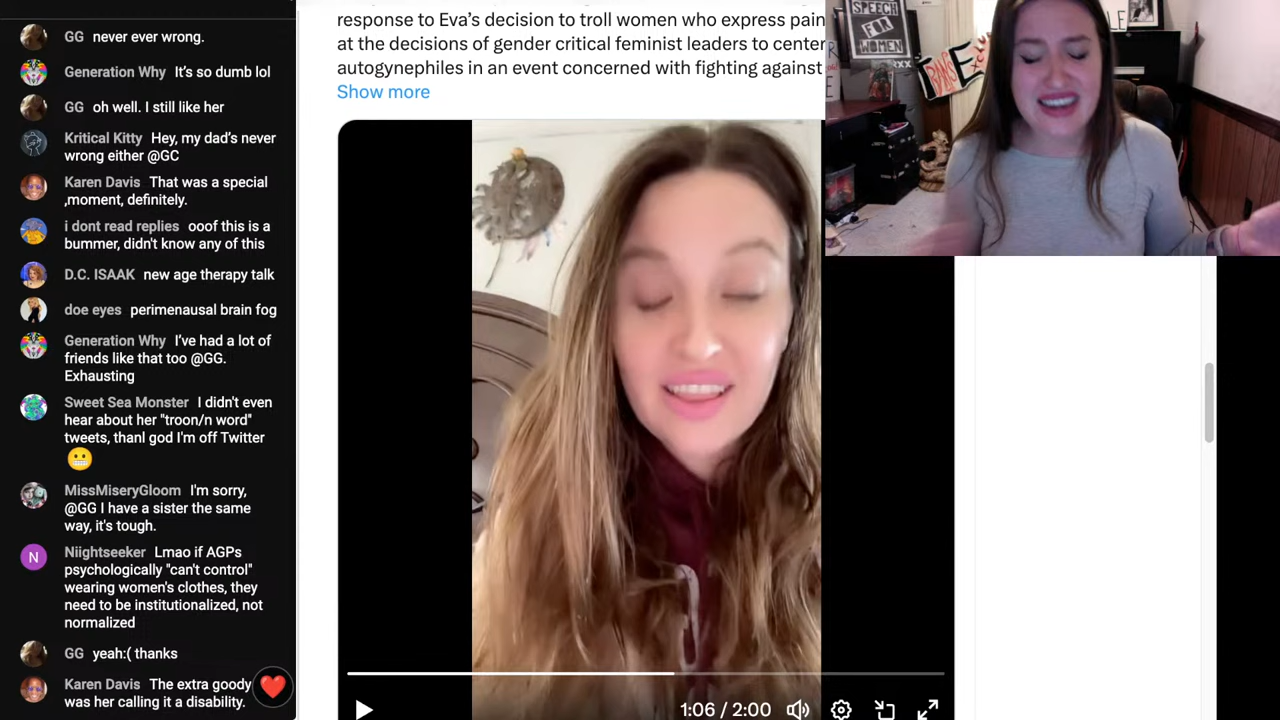 GG never ever wrong.
Generation Why It's so dumb lol
GG oh well. I still like her
Kritical Kitty Hey, my dad's never
wrong either @GC
Karen Davis That was a special
,moment, definitely.
i dont read replies ooof this is a
bummer, didn't know any of this
D.C. ISAAK new age therapy talk
doe eyes perimenausal brain fog
Generation Why I've had a lot of
friends like that too @GG.
Exhausting
Sweet Sea Monster I didn't even
hear about her "troon/n word"
tweets, thanl god I'm off Twitter
MissMiseryGloom I'm sorry,
@GG I have a sister the same
way, it's tough.
N
Niightseeker Lmao if AGPs
psychologically "can't control"
wearing women's clothes, they
need to be institutionalized, not
normalized
GG yeah:( thanks
Karen Davis The extra goody
was her calling it a disability.
response to Eva's decision to troll women who express pain
at the decisions of gender critical feminist leaders to center
autogynephiles in an event concerned with fighting against
Show more
1:06 / 2:00
SPEECH
FOR
WOMEN